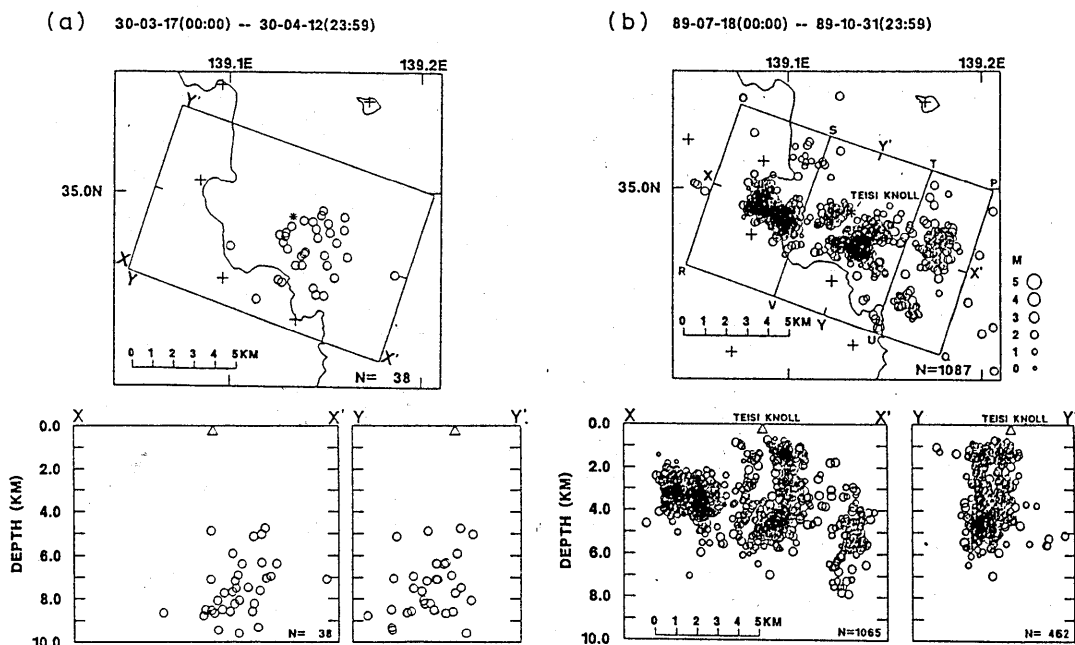 (a) 30-03-17(00:00) -- 30-04-12(23:59)
139.1E 139.2E
Y'
35.0N
*
X
Y
X'
0 1 2 3 4 5KM
N= 38
X X' Y Y'
0.0
2.0
4.0
6.0
8.0
10.0
DEPTH (KM)
N= 38
(b) 89-07-18(00:00) -- 89-10-31(23:59)
139.1E 139.2E
S
Y'
T
P
X
35.0N
TEISI KNOLL
X'
R
V
Y
U
Q
0 1 2 3 4 5KM
N=1087
M
5
4
3
2
1
0
X TEISI KNOLL X' Y TEISI KNOLL Y'
0.0
2.0
4.0
6.0
8.0
10.0
DEPTH (KM)
0 1 2 3 4 5KM
N=1065
N= 462